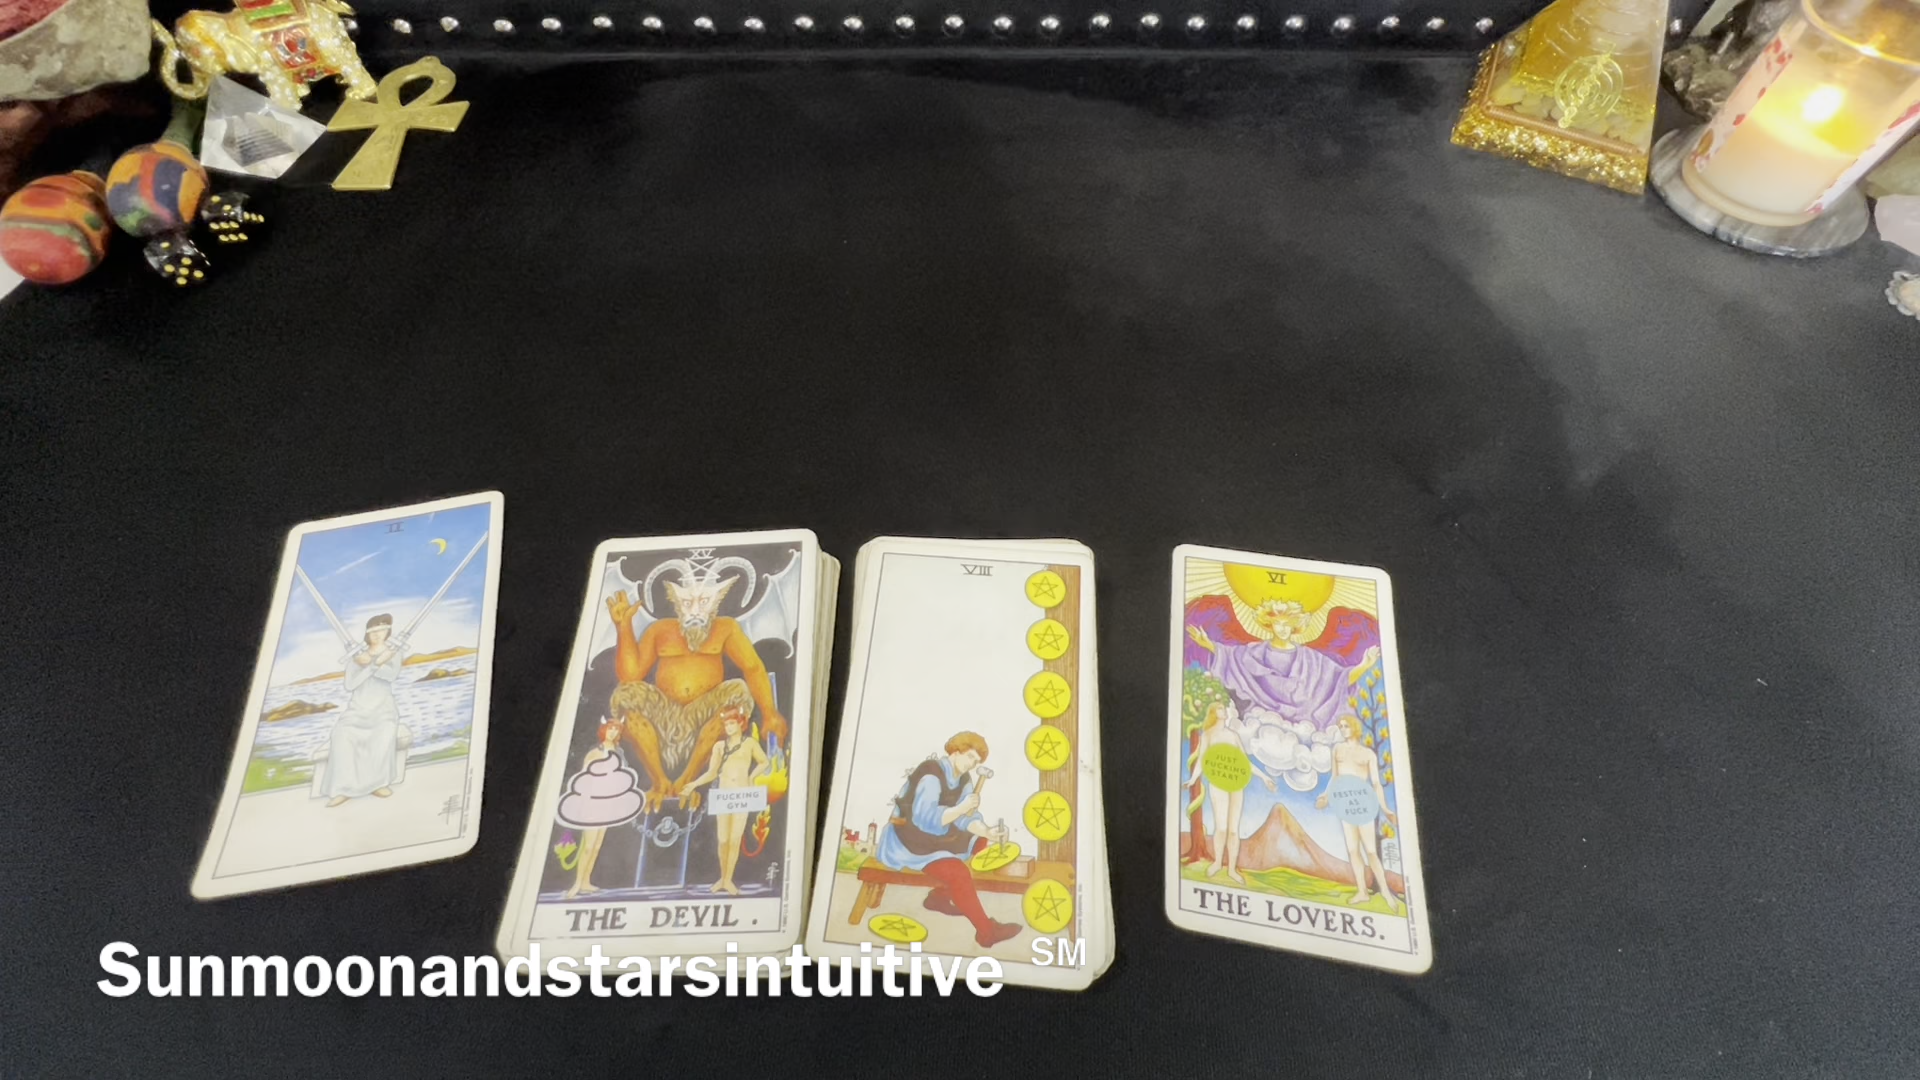 II
XV
FUCKING
GYM
THE DEVIL.
VIII
VI
JUST
FUCKING
START
FESTIVE
AS
FUCK
THE LOVERS.
Sunmoonandstarsintuitive SM